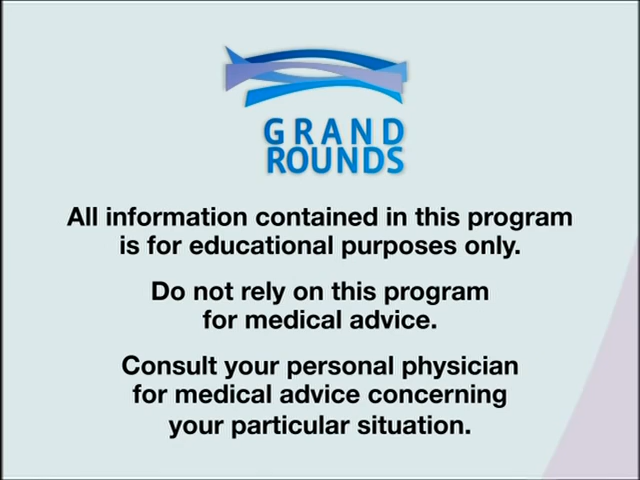 GRAND
ROUNDS
All information contained in this program
is for educational purposes only.
Do not rely on this program
for medical advice.
Consult your personal physician
for medical advice concerning
your particular situation.